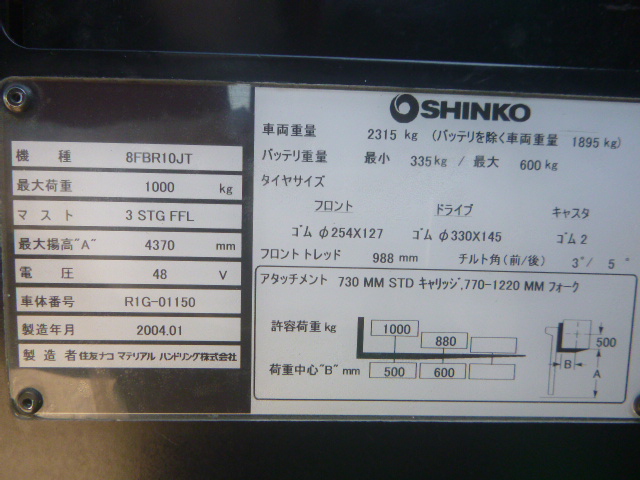 機種 8FBR10JT
最大荷重 1000 kg
マスト 3 STG FFL
最大揚高"A" 4370 mm
電圧 48 V
車体番号 R1G-01150
製造年月 2004.01
製造者 住友ナコ マテリアル ハンドリング株式会社
SHINKO
車両重量 2315 kg (バッテリを除く車両重量 1895 kg)
バッテリ重量 最小 335 kg / 最大 600 kg
タイヤサイズ
フロント ドライブ キャスタ
ゴム φ254X127 ゴム φ330X145 ゴム 2
フロントトレッド 988 mm チルト角(前/後) 3°/ 5°
アタッチメント 730 MM STD キャリッジ,770-1220 MM フォーク
許容荷重 kg 1000 880
荷重中心"B" mm 500 600
500
B
A